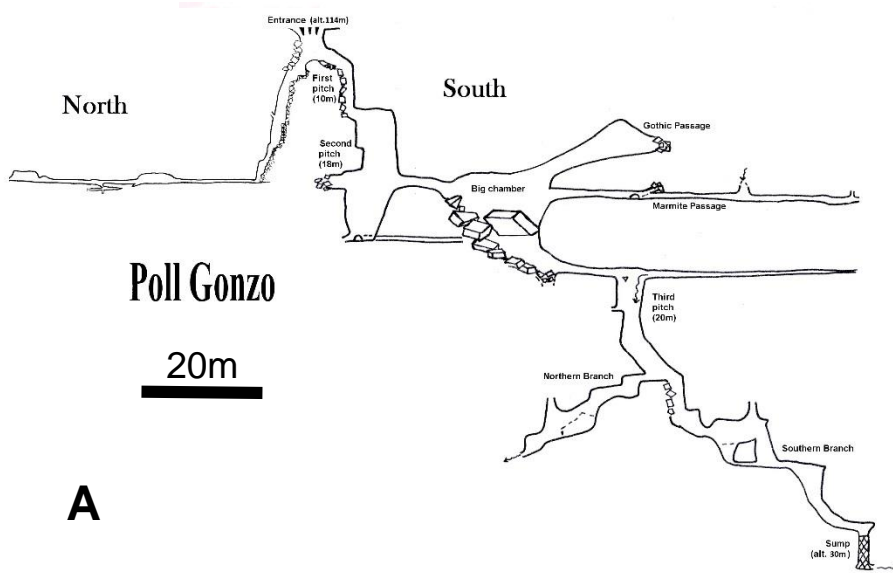 Entrance (alt.114m)
North
First
pitch
(10m)
South
Second
pitch
(18m)
Gothic Passage
Big chamber
Marmite Passage
Poll Gonzo
Third
pitch
(20m)
20m
Northern Branch
Southern Branch
A
Sump
(alt. 30m)